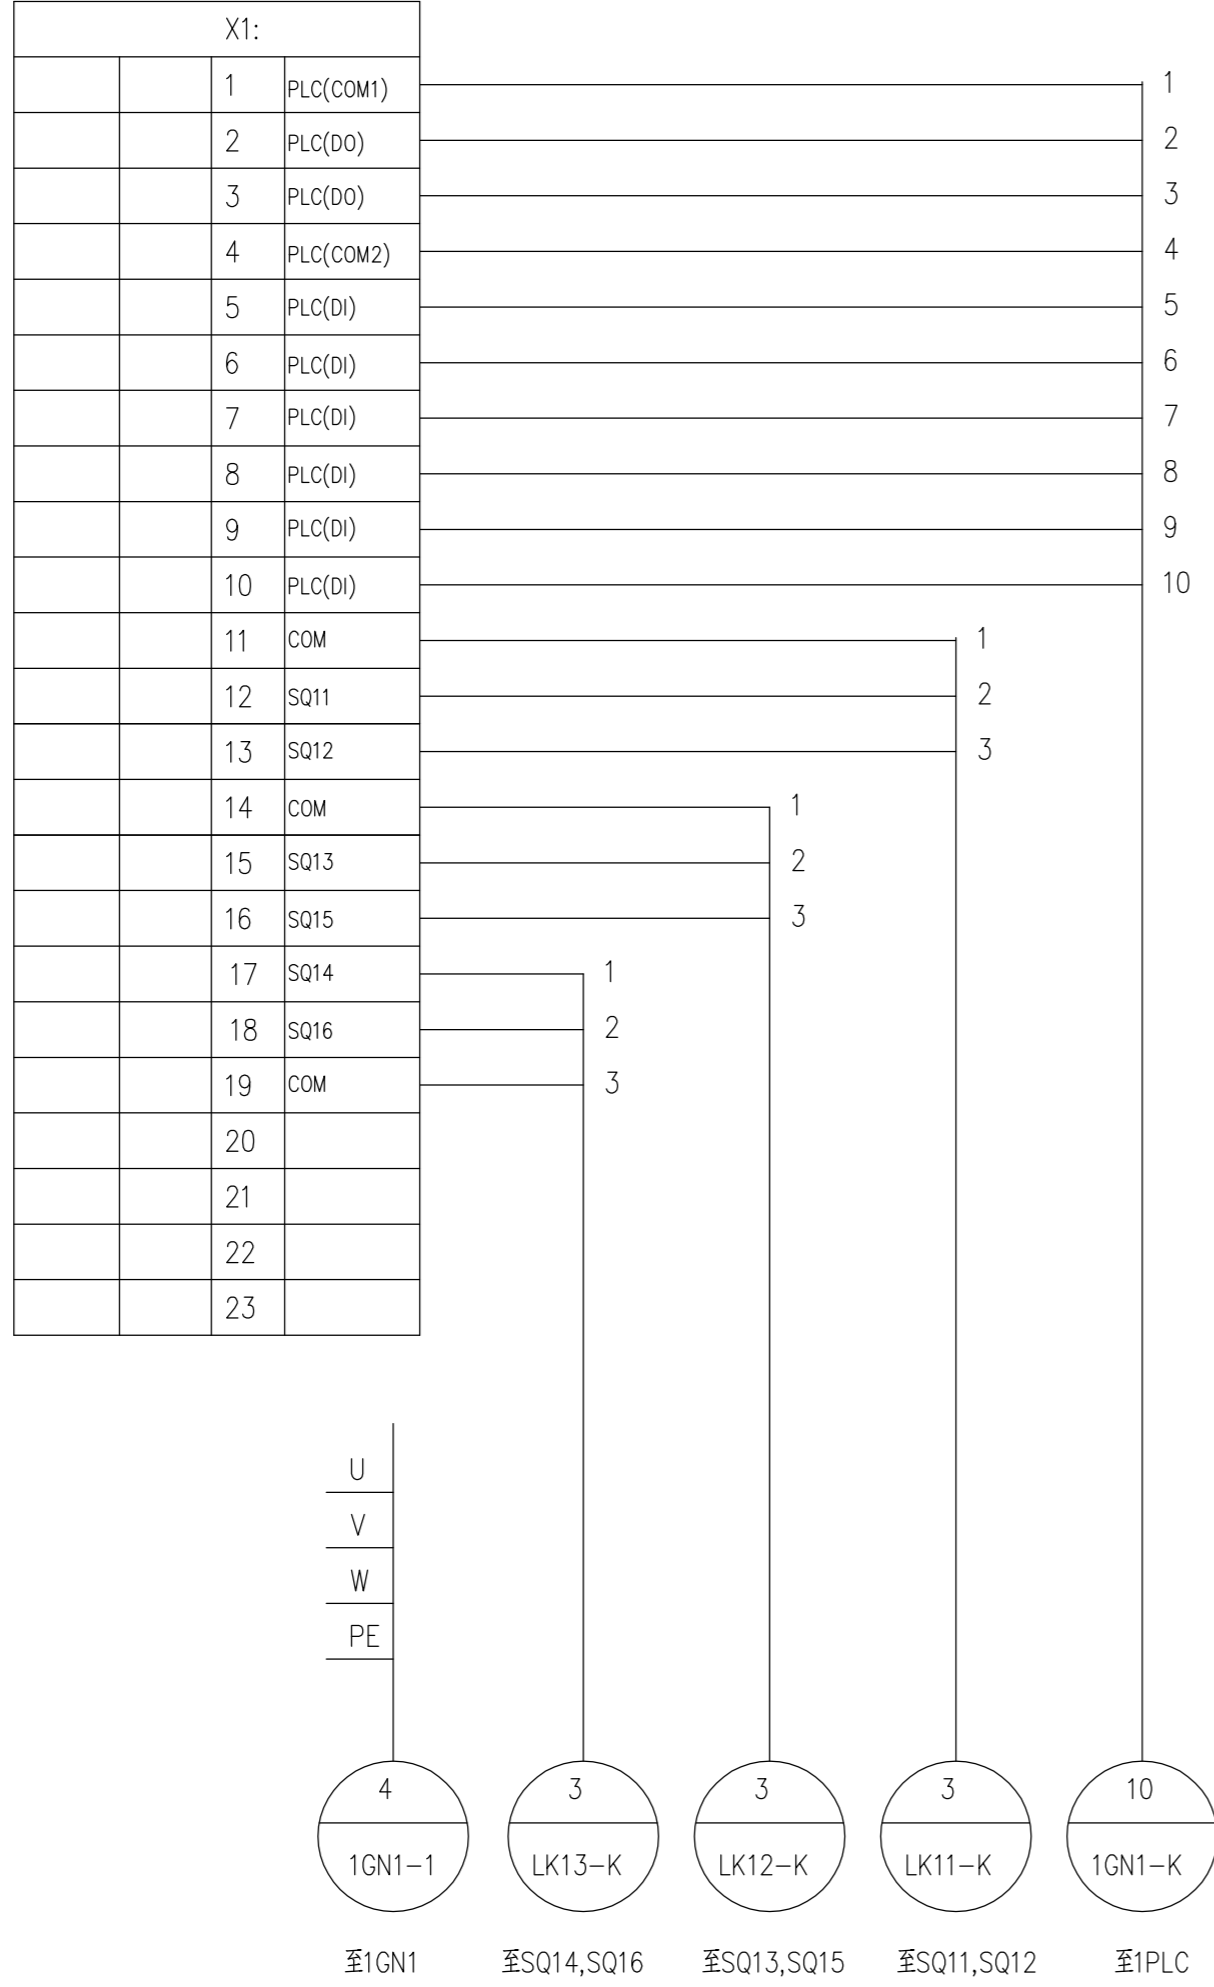 X1:
1 PLC(COM1) 1
2 PLC(DO) 2
3 PLC(DO) 3
4 PLC(COM2) 4
5 PLC(DI) 5
6 PLC(DI) 6
7 PLC(DI) 7
8 PLC(DI) 8
9 PLC(DI) 9
10 PLC(DI) 10
11 COM 1
12 SQ11 2
13 SQ12 3
14 COM 1
15 SQ13 2
16 SQ15 3
17 SQ14 1
18 SQ16 2
19 COM 3
20
21
22
23
U
V
W
PE
4 3 3 3 10
1GN1-1 LK13-K LK12-K LK11-K 1GN1-K
至1GN1 至SQ14,SQ16 至SQ13,SQ15 至SQ11,SQ12 至1PLC